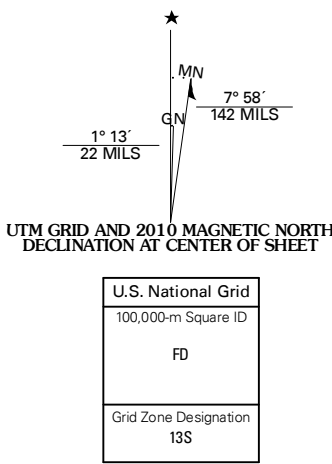 ★
MN
7° 58´
142 MILS
GN
1° 13´
22 MILS
UTM GRID AND 2010 MAGNETIC NORTH
DECLINATION AT CENTER OF SHEET
U.S. National Grid
100,000-m Square ID
FD
Grid Zone Designation
13S